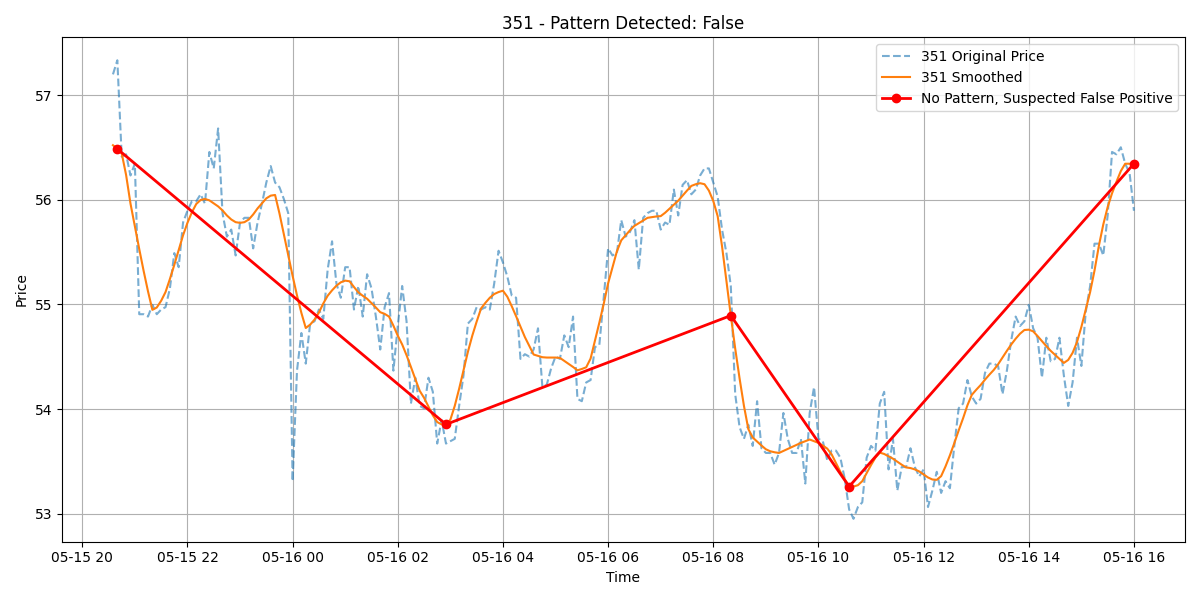 351 - Pattern Detected: False
351 Original Price
351 Smoothed
No Pattern, Suspected False Positive
Price
57
56
55
54
53
05-15 20
05-15 22
05-16 00
05-16 02
05-16 04
05-16 06
05-16 08
05-16 10
05-16 12
05-16 14
05-16 16
Time